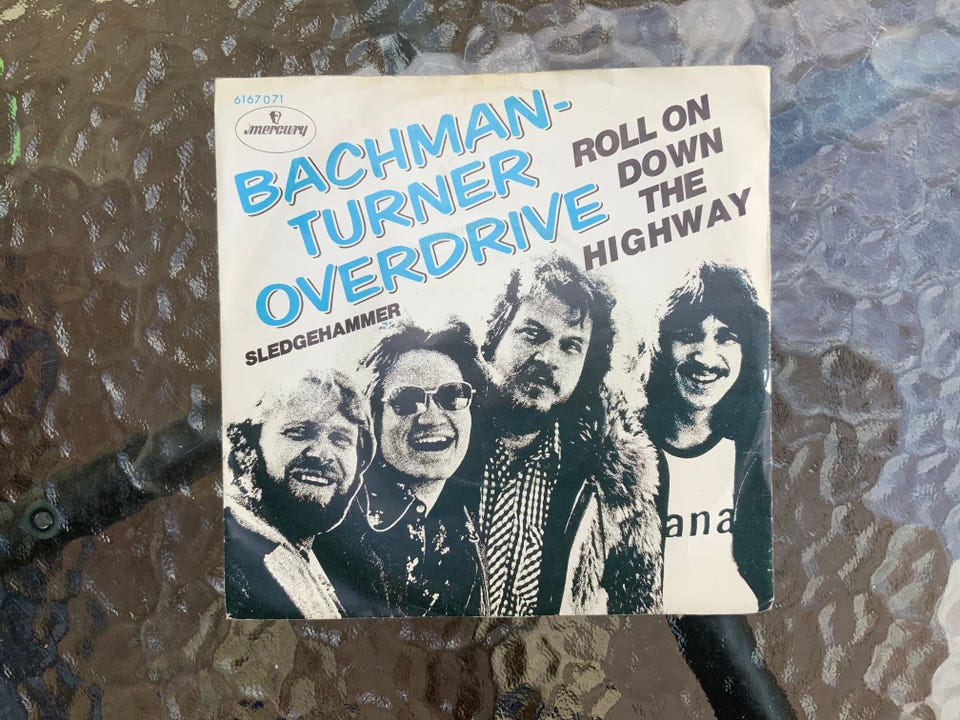 6167 071
mercury
BACHMAN-
TURNER
OVERDRIVE
SLEDGEHAMMER
ROLL ON
DOWN
THE
HIGHWAY
ana